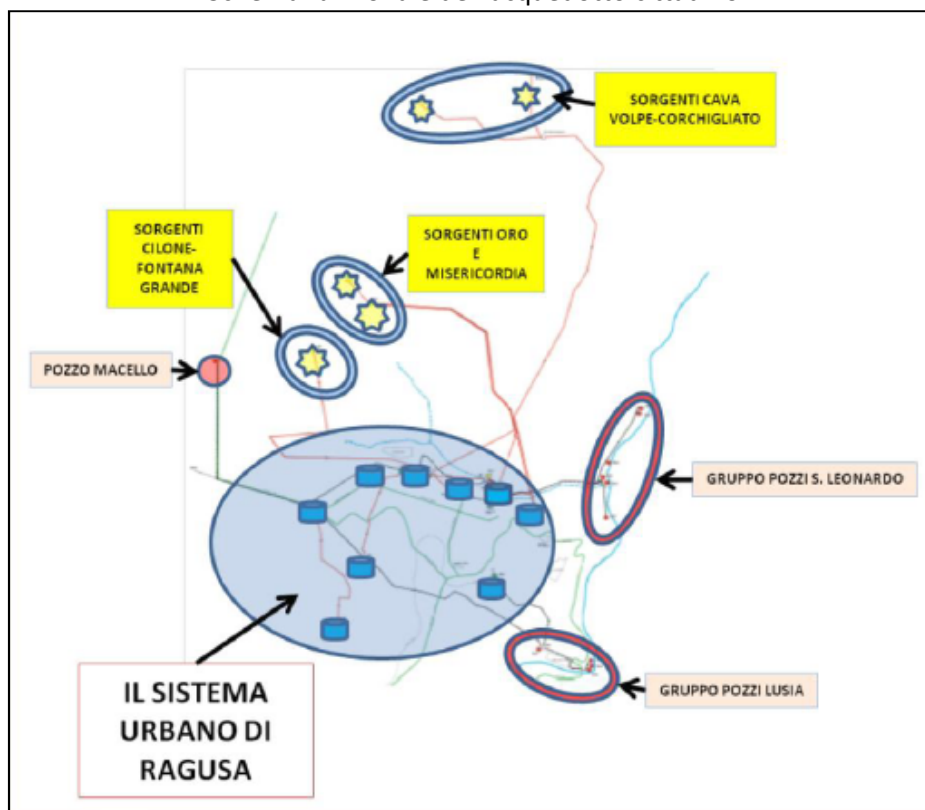 SORGENTI CAVA
VOLPE-CORCHIGLIATO
SORGENTI
CILONE-
FONTANA
GRANDE
SORGENTI ORO
E
MISERICORDIA
POZZO MACELLO
GRUPPO POZZI S. LEONARDO
GRUPPO POZZI LUSIA
IL SISTEMA
URBANO DI
RAGUSA